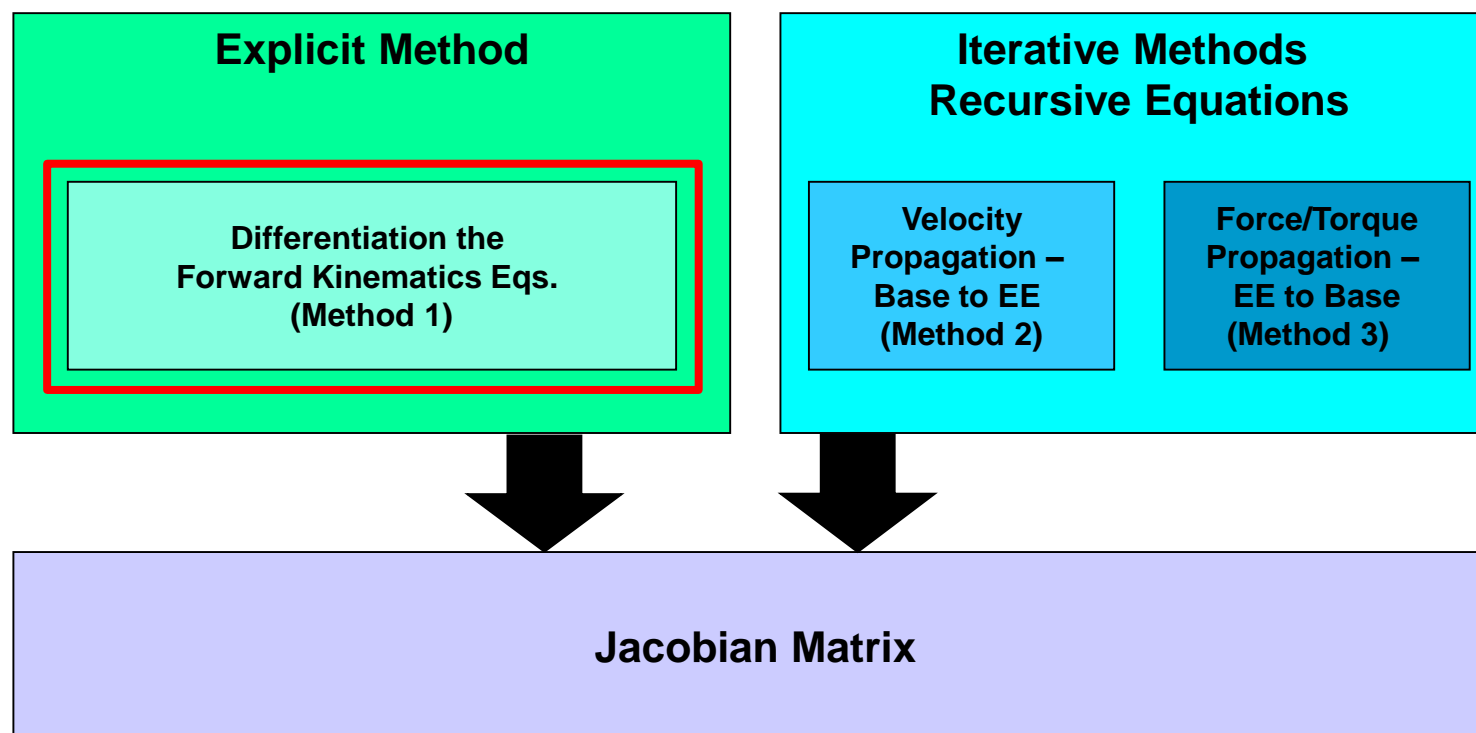 Explicit Method
Differentiation the
Forward Kinematics Eqs.
(Method 1)
Iterative Methods
Recursive Equations
Velocity
Propagation –
Base to EE
(Method 2)
Force/Torque
Propagation –
EE to Base
(Method 3)
Jacobian Matrix